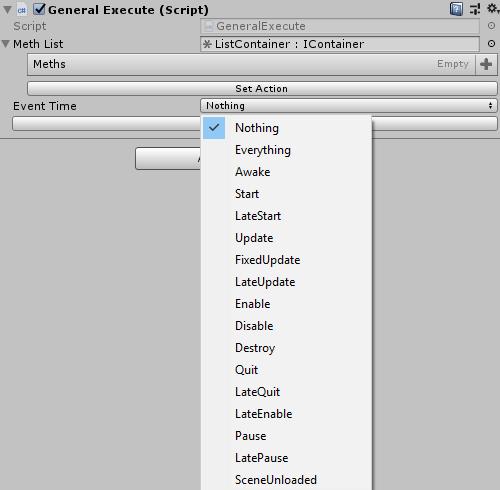 General Execute (Script)
Script GeneralExecute
Meth List ListContainer : IContainer
Meths Empty
Set Action
Event Time Nothing
Nothing
Everything
Awake
Start
LateStart
Update
FixedUpdate
LateUpdate
Enable
Disable
Destroy
Quit
LateQuit
LateEnable
Pause
LatePause
SceneUnloaded